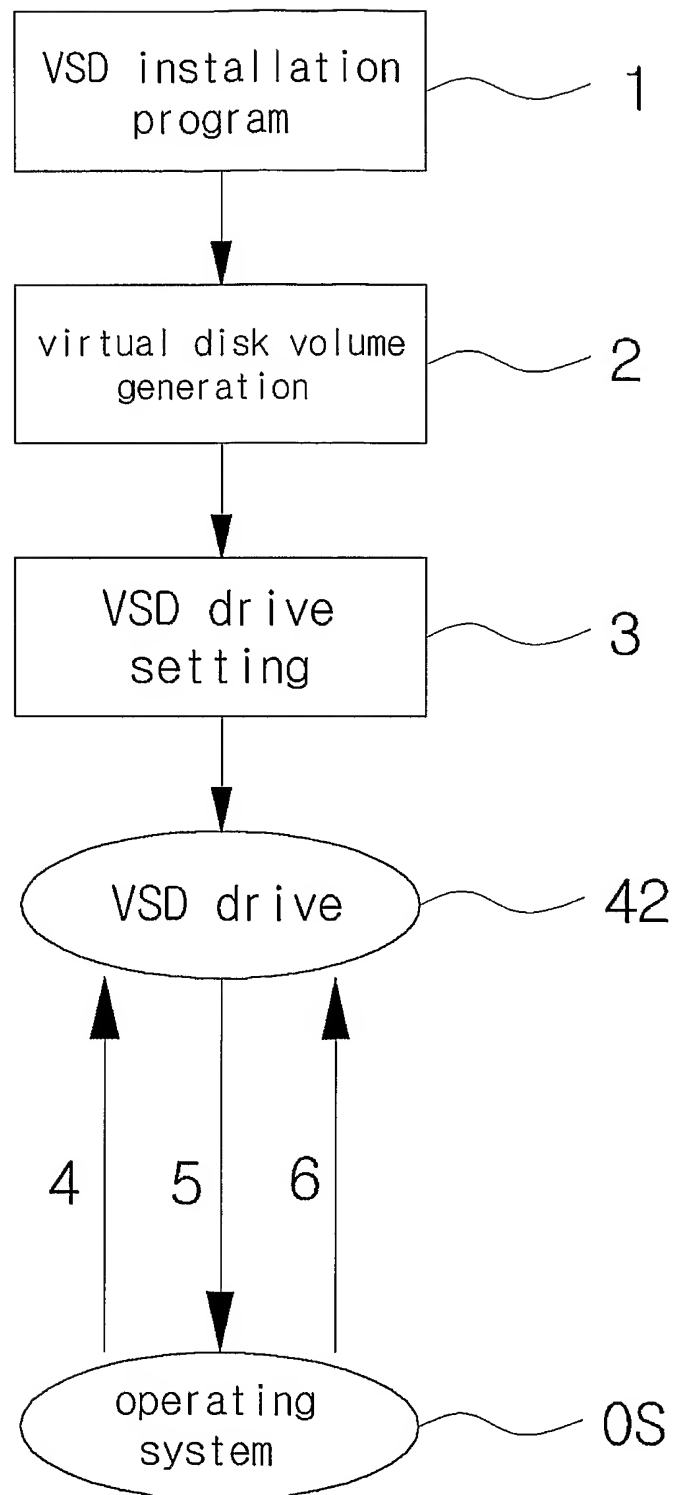 VSD installation
program
1
virtual disk volume
generation
2
VSD drive
setting
3
VSD drive
42
4 5 6
operating
system
OS